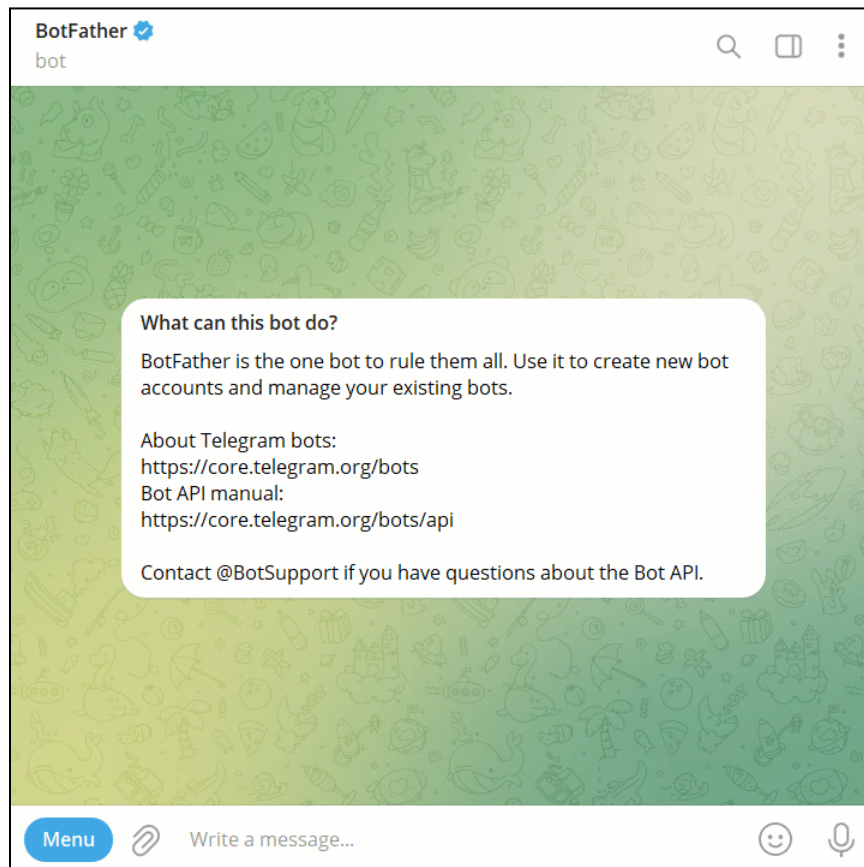 BotFather
bot
What can this bot do?
BotFather is the one bot to rule them all. Use it to create new bot
accounts and manage your existing bots.
About Telegram bots:
https://core.telegram.org/bots
Bot API manual:
https://core.telegram.org/bots/api
Contact @BotSupport if you have questions about the Bot API.
Menu
Write a message...